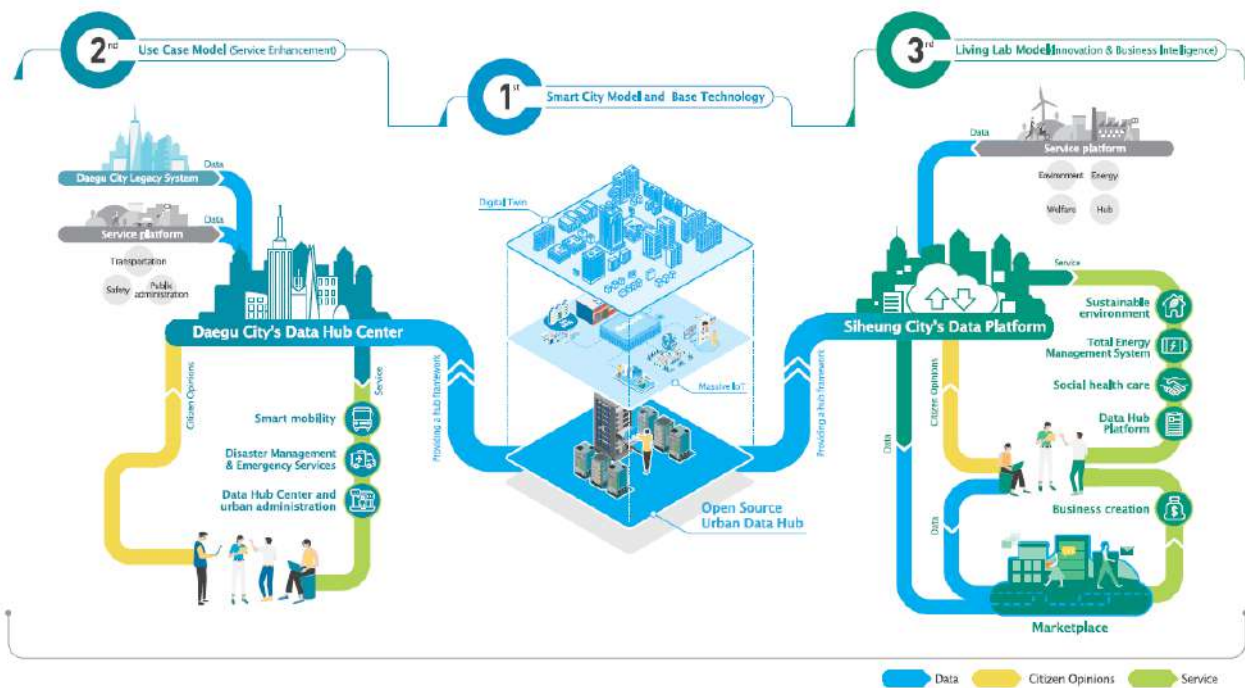 2nd
Use Case Model (Service Enhancement)
1st
Smart City Model and Base Technology
3rd
Living Lab Model(Innovation & Business Intelligence)
Data
Daegu City Legacy System
Data
Service platform
Transportation
Safety
Public
administration
Daegu City's Data Hub Center
Citizen Opinions
Service
Smart mobility
Disaster Management
& Emergency Services
Data Hub Center and
urban administration
Providing a hub framework
Digital Twin
Massive IoT
Open Source
Urban Data Hub
Providing a hub framework
Data
Service platform
Environment
Energy
Welfare
Hub
Service
Siheung City's Data Platform
Sustainable
environment
Total Energy
Management System
Social health care
Data Hub
Platform
Data
Citizen Opinions
Data
Business creation
Marketplace
Data
Citizen Opinions
Service